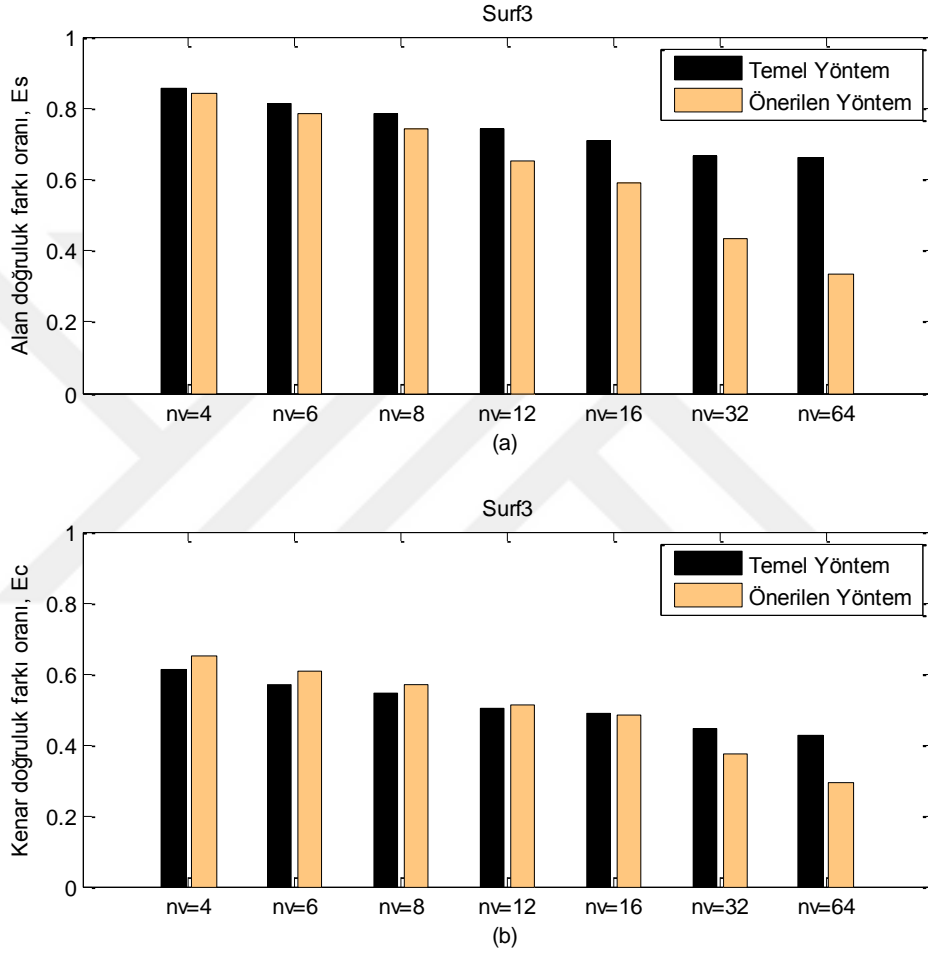 Surf3
Alan doğruluk farkı oranı, Es
1
0.8
0.6
0.4
0.2
0
Temel Yöntem
Önerilen Yöntem
nv=4 nv=6 nv=8 nv=12 nv=16 nv=32 nv=64
(a)
Surf3
Kenar doğruluk farkı oranı, Ec
1
0.8
0.6
0.4
0.2
0
Temel Yöntem
Önerilen Yöntem
nv=4 nv=6 nv=8 nv=12 nv=16 nv=32 nv=64
(b)